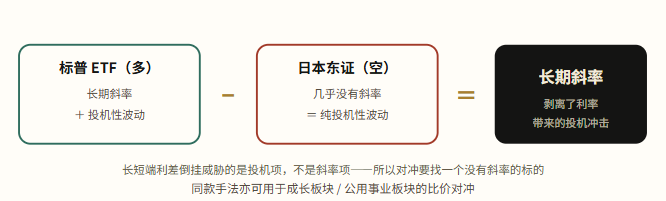 标普 ETF（多）
长期斜率
＋ 投机性波动
−
日本东证（空）
几乎没有斜率
＝ 纯投机性波动
＝
长期斜率
剥离了利率
带来的投机冲击
长短端利差倒挂威胁的是投机项，不是斜率项——所以对冲要找一个没有斜率的标的
同款手法亦可用于成长板块 / 公用事业板块的比价对冲